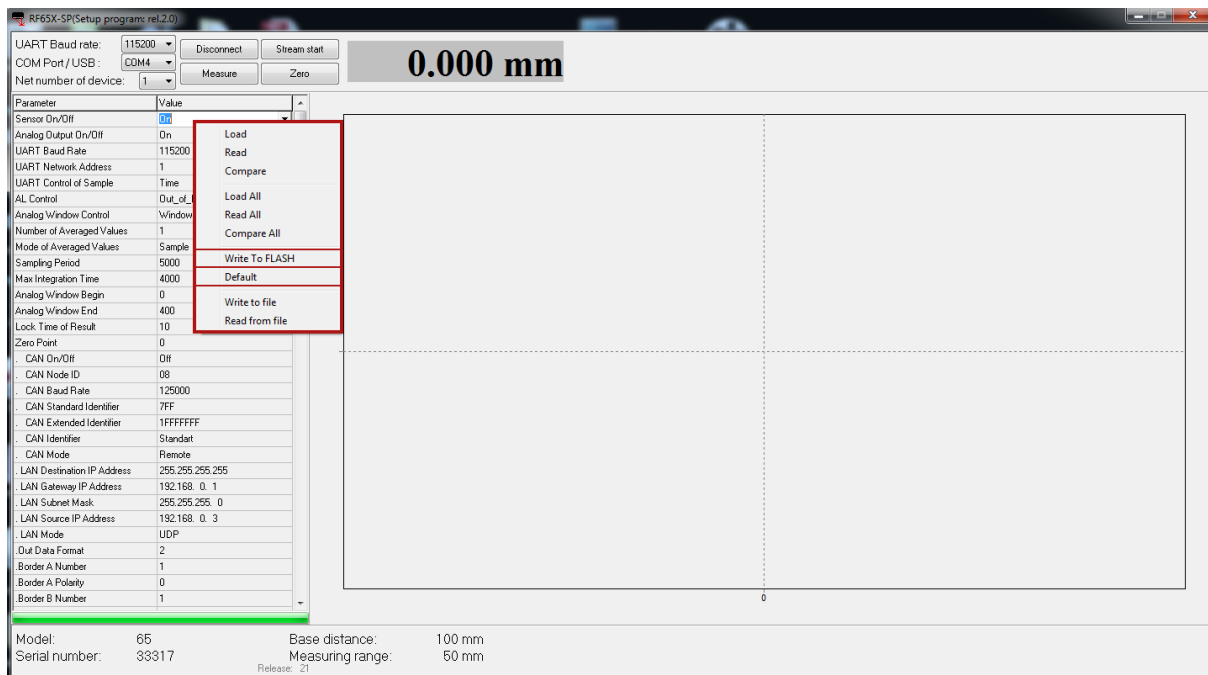 RF65X-SP(Setup program: rel.2.0)
UART Baud rate: 115200 Disconnect Stream start
COM Port / USB : COM4
Net number of device: 1 Measure Zero
0.000 mm
Parameter Value
Sensor On/Off On
Analog Output On/Off On
UART Baud Rate 115200
UART Network Address 1
UART Control of Sample Time
AL Control
Analog Window Control Window
Number of Averaged Values 1
Mode of Averaged Values Sample
Sampling Period 5000
Max Integration Time 4000
Analog Window Begin 0
Analog Window End 400
Lock Time of Result 10
Zero Point 0
. CAN On/Off Off
. CAN Node ID 08
. CAN Baud Rate 125000
. CAN Standard Identifier 7FF
. CAN Extended Identifier 1FFFFFFF
. CAN Identifier Standart
. CAN Mode Remote
. LAN Destination IP Address 255.255.255.255
. LAN Gateway IP Address 192.168. 0. 1
. LAN Subnet Mask 255.255.255. 0
. LAN Source IP Address 192.168. 0. 3
. LAN Mode UDP
.Out Data Format 2
.Border A Number 1
.Border A Polarity 0
.Border B Number 1
Load
Read
Compare
Load All
Read All
Compare All
Write To FLASH
Default
Write to file
Read from file
0
Model: 65 Base distance: 100 mm
Serial number: 33317 Measuring range: 50 mm
Release: 21